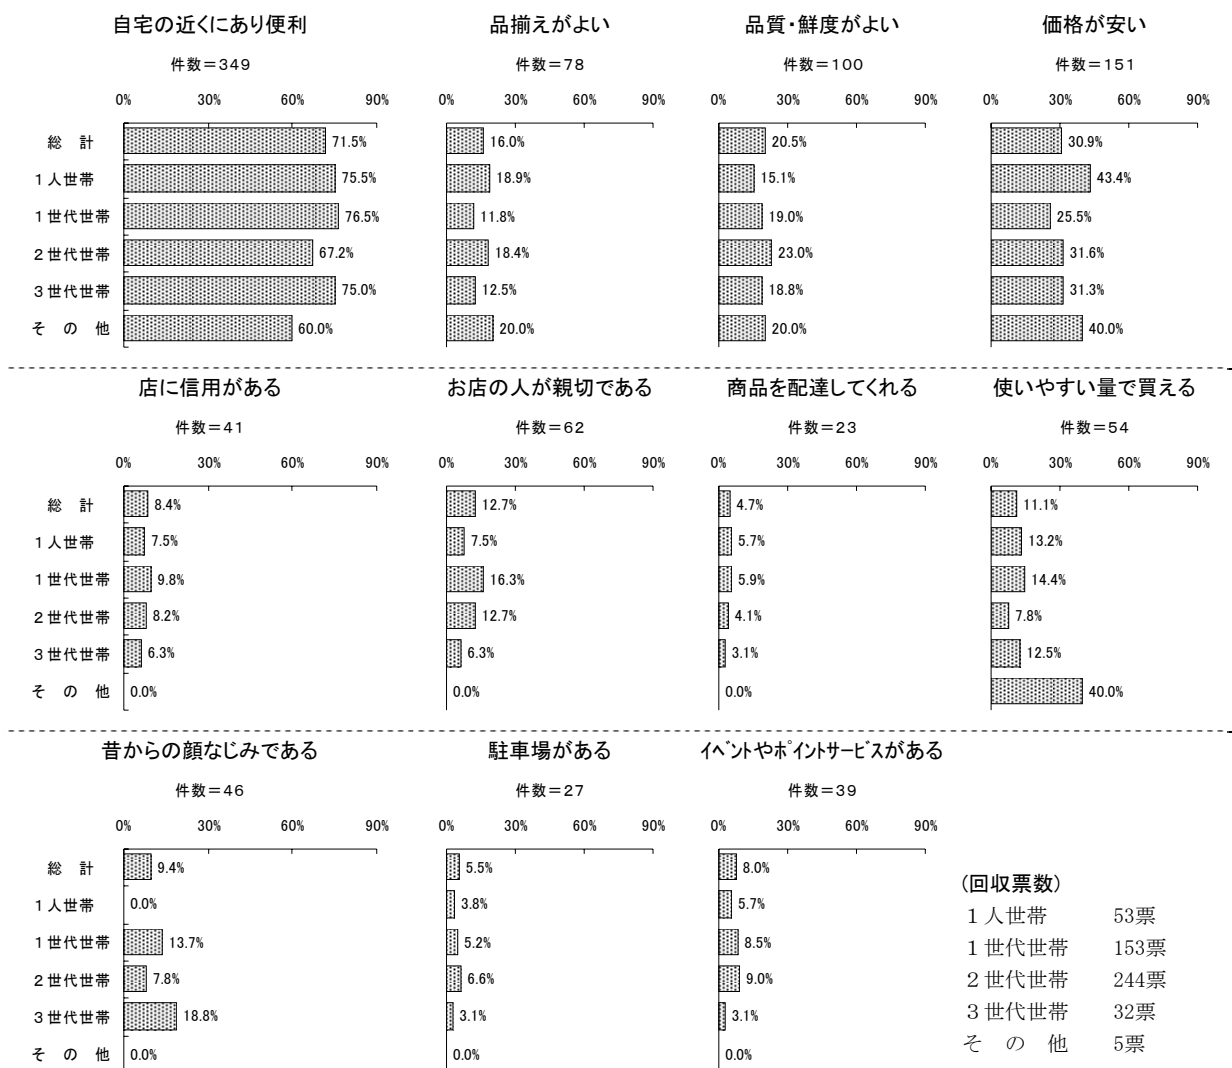 自宅の近くにあり便利 品揃えがよい 品質・鮮度がよい 価格が安い
件数=349 件数=78 件数=100 件数=151
0% 30% 60% 90% 0% 30% 60% 90% 0% 30% 60% 90% 0% 30% 60% 90%
総 計 71.5% 16.0% 20.5% 30.9%
1人世帯 75.5% 18.9% 15.1% 43.4%
1世代世帯 76.5% 11.8% 19.0% 25.5%
2世代世帯 67.2% 18.4% 23.0% 31.6%
3世代世帯 75.0% 12.5% 18.8% 31.3%
そ の 他 60.0% 20.0% 20.0% 40.0%
店に信用がある お店の人が親切である 商品を配達してくれる 使いやすい量で買える
件数=41 件数=62 件数=23 件数=54
0% 30% 60% 90% 0% 30% 60% 90% 0% 30% 60% 90% 0% 30% 60% 90%
総 計 8.4% 12.7% 4.7% 11.1%
1人世帯 7.5% 7.5% 5.7% 13.2%
1世代世帯 9.8% 16.3% 5.9% 14.4%
2世代世帯 8.2% 12.7% 4.1% 7.8%
3世代世帯 6.3% 6.3% 3.1% 12.5%
そ の 他 0.0% 0.0% 0.0% 40.0%
昔からの顔なじみである 駐車場がある イベントやポイントサービスがある
件数=46 件数=27 件数=39
0% 30% 60% 90% 0% 30% 60% 90% 0% 30% 60% 90%
総 計 9.4% 5.5% 8.0%
1人世帯 0.0% 3.8% 5.7%
1世代世帯 13.7% 5.2% 8.5%
2世代世帯 7.8% 6.6% 9.0%
3世代世帯 18.8% 3.1% 3.1%
そ の 他 0.0% 0.0% 0.0%
(回収票数)
1人世帯 53票
1世代世帯 153票
2世代世帯 244票
3世代世帯 32票
そ の 他 5票